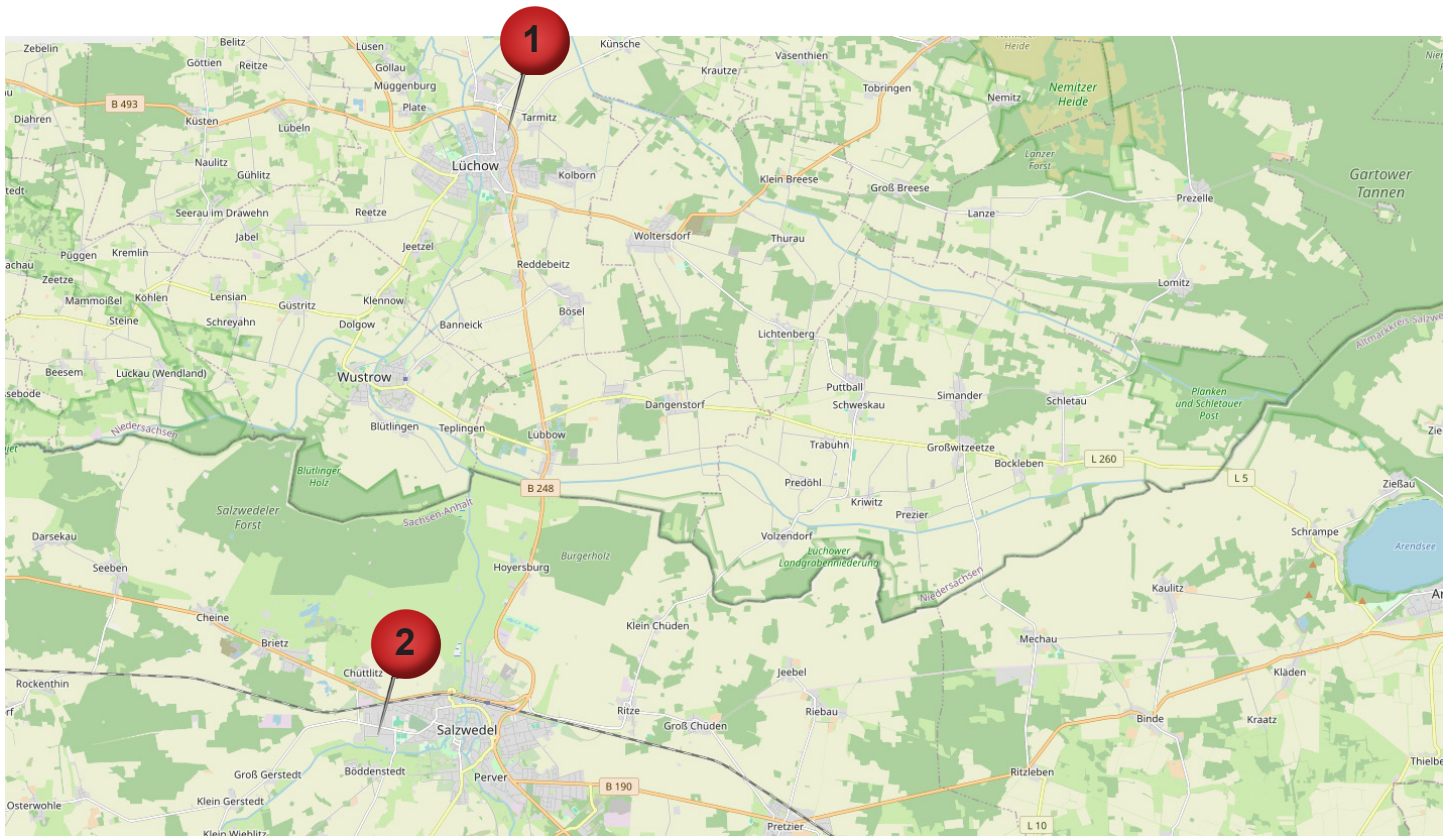 1
Zebelin
Belitz
Lüsen
Künsche
Vasenthien
Göttien
Reitze
Gollau
Krautze
Müggenburg
Tobringen
Nemitz
Nemitzer
Heide
B 493
Plate
Diahren
Küsten
Lübeln
Tarmitz
Naulitz
Lüchow
Lanzer
Forst
Gühlitz
Kolborn
Klein Breese
Groß Breese
Gartower
Tannen
Prezelle
Seerau im Drawehn
Reetze
Lanze
Jabel
Jeetzel
Woltersdorf
Thurau
Püggen
Kremlin
Zeetze
Reddebeitz
Lomitz
Mammoißel
Köhlen
Lensian
Güstritz
Klennow
Steine
Schreyahn
Dolgow
Banneick
Bösel
Lichtenberg
Altmarkkreis Salzwe
Beesem
Luckau (Wendland)
Wustrow
Puttball
Simander
Schletau
Planken
und Schletauer
Post
Dangenstorf
Schweskau
Niedersachsen
Blütlingen
Teplingen
Lübbow
Trabuhn
Großwitzeetze
Bockleben
L 260
L 5
Blütlinger
Holz
B 248
Predöhl
Zießau
Kriwitz
Prezier
Salzwedeler
Forst
Sachsen-Anhalt
Darsekau
Volzendorf
Schrampe
Arendsee
Burgerholz
Lüchower
Landgrabenniederung
Seeben
Hoyersburg
Niedersachsen
Kaulitz
Cheine
Klein Chüden
2
Brietz
Mechau
Chüttlitz
Jeebel
Kläden
Rockenthin
Ritze
Riebau
Binde
Kraatz
Groß Chüden
Salzwedel
Groß Gerstedt
Böddenstedt
Perver
Ritzleben
B 190
Osterwohle
Klein Gerstedt
L 10
Pretzier
Klein Wieblitz